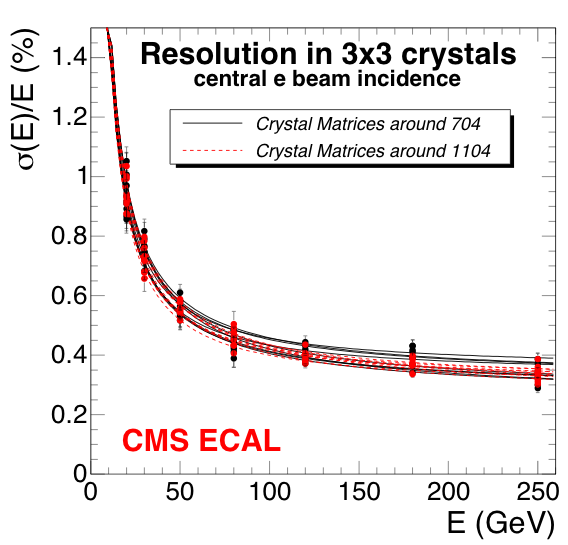 Resolution in 3x3 crystals
central e beam incidence
Crystal Matrices around 704
Crystal Matrices around 1104
σ(E)/E (%)
1.4
1.2
1
0.8
0.6
0.4
0.2
0
CMS ECAL
0 50 100 150 200 250
E (GeV)